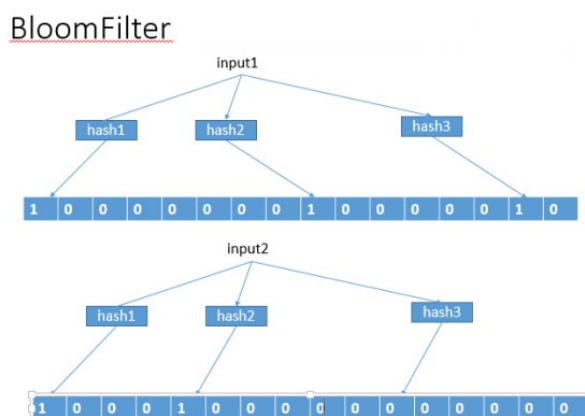 BloomFilter
input1
hash1 hash2 hash3
1 0 0 0 0 0 0 0 1 0 0 0 0 0 1 0
input2
hash1 hash2 hash3
1 0 0 0 1 0 0 0 0 0 0 0 0 0 0 0